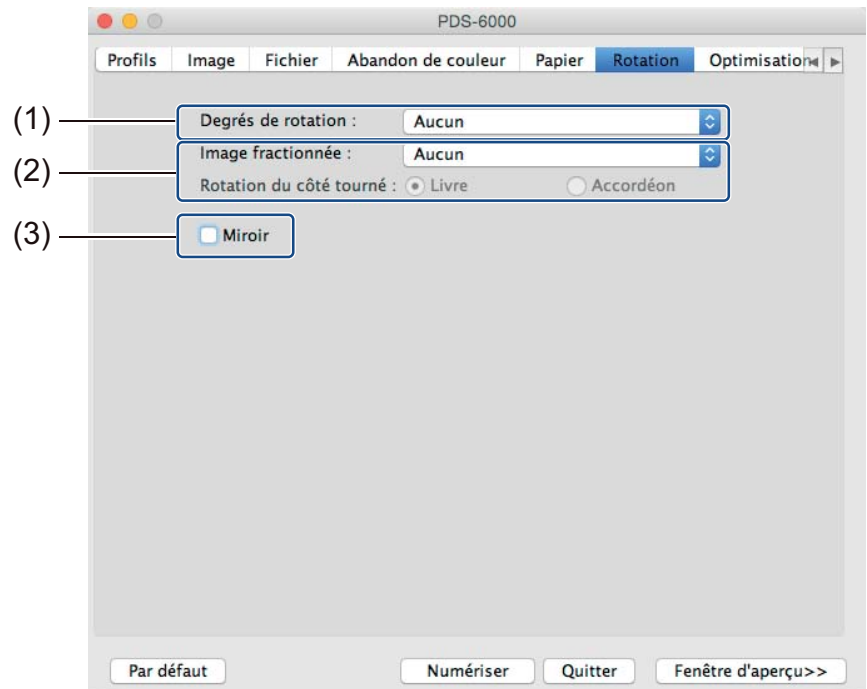 PDS-6000
Profils Image Fichier Abandon de couleur Papier Rotation Optimisation
(1) Degrés de rotation : Aucun
(2) Image fractionnée : Aucun
Rotation du côté tourné : Livre Accordéon
(3) Miroir
Par défaut Numériser Quitter Fenêtre d'aperçu>>